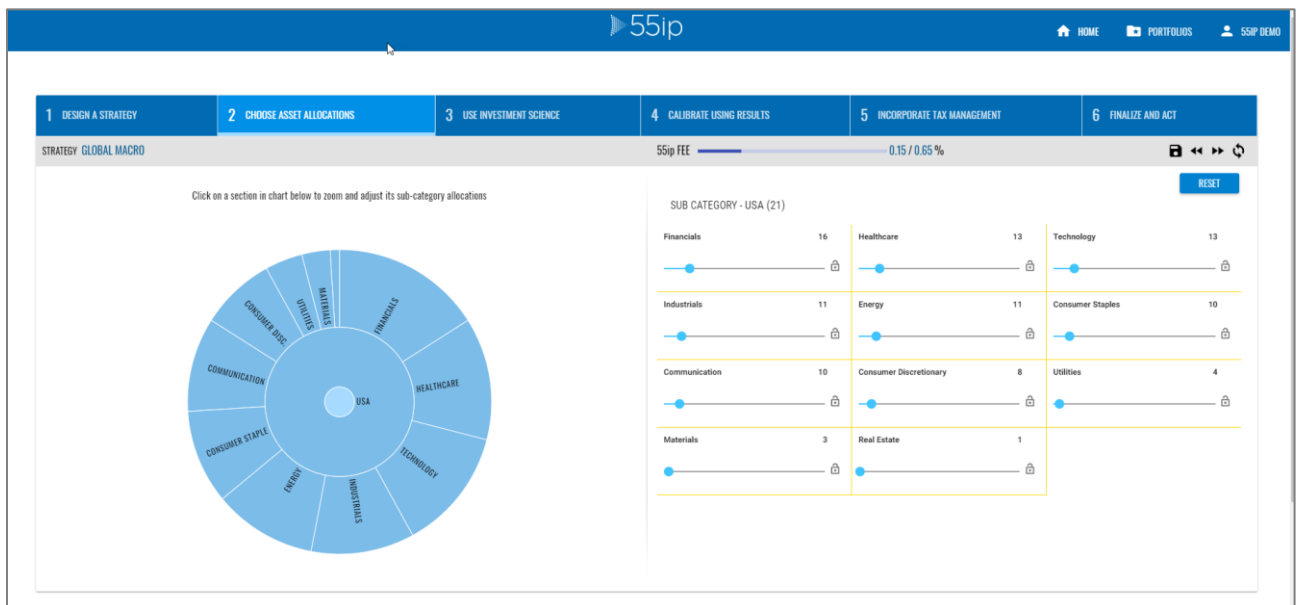 55ip
HOME
PORTFOLIOS
55IP DEMO
1 DESIGN A STRATEGY
2 CHOOSE ASSET ALLOCATIONS
3 USE INVESTMENT SCIENCE
4 CALIBRATE USING RESULTS
5 INCORPORATE TAX MANAGEMENT
6 FINALIZE AND ACT
STRATEGY GLOBAL MACRO
55ip FEE
0.15 / 0.65 %
Click on a section in chart below to zoom and adjust its sub-category allocations
FINANCIALS
HEALTHCARE
TECHNOLOGY
INDUSTRIALS
ENERGY
CONSUMER STAPLE
COMMUNICATION
CONSUMER DISC.
UTILITIES
MATERIALS
USA
RESET
SUB CATEGORY - USA (21)
Financials 16
Healthcare 13
Technology 13
Industrials 11
Energy 11
Consumer Staples 10
Communication 10
Consumer Discretionary 8
Utilities 4
Materials 3
Real Estate 1